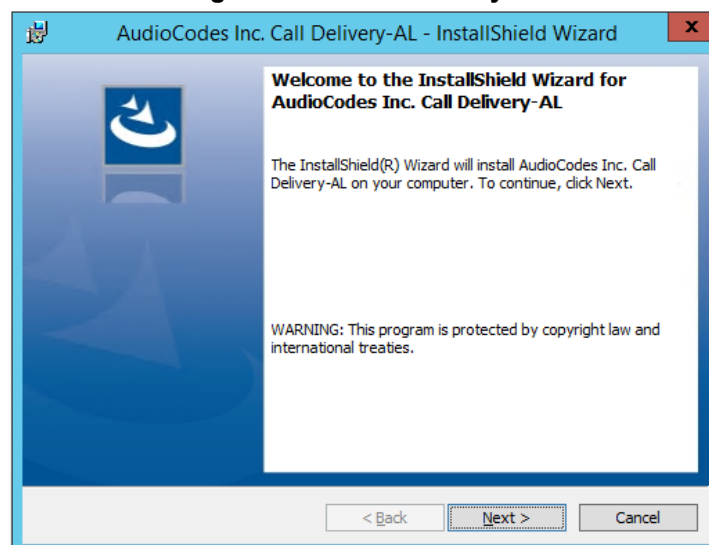 AudioCodes Inc. Call Delivery-AL - InstallShield Wizard
x
Welcome to the InstallShield Wizard for
AudioCodes Inc. Call Delivery-AL
The InstallShield(R) Wizard will install AudioCodes Inc. Call
Delivery-AL on your computer. To continue, click Next.
WARNING: This program is protected by copyright law and
international treaties.
< Back
Next >
Cancel